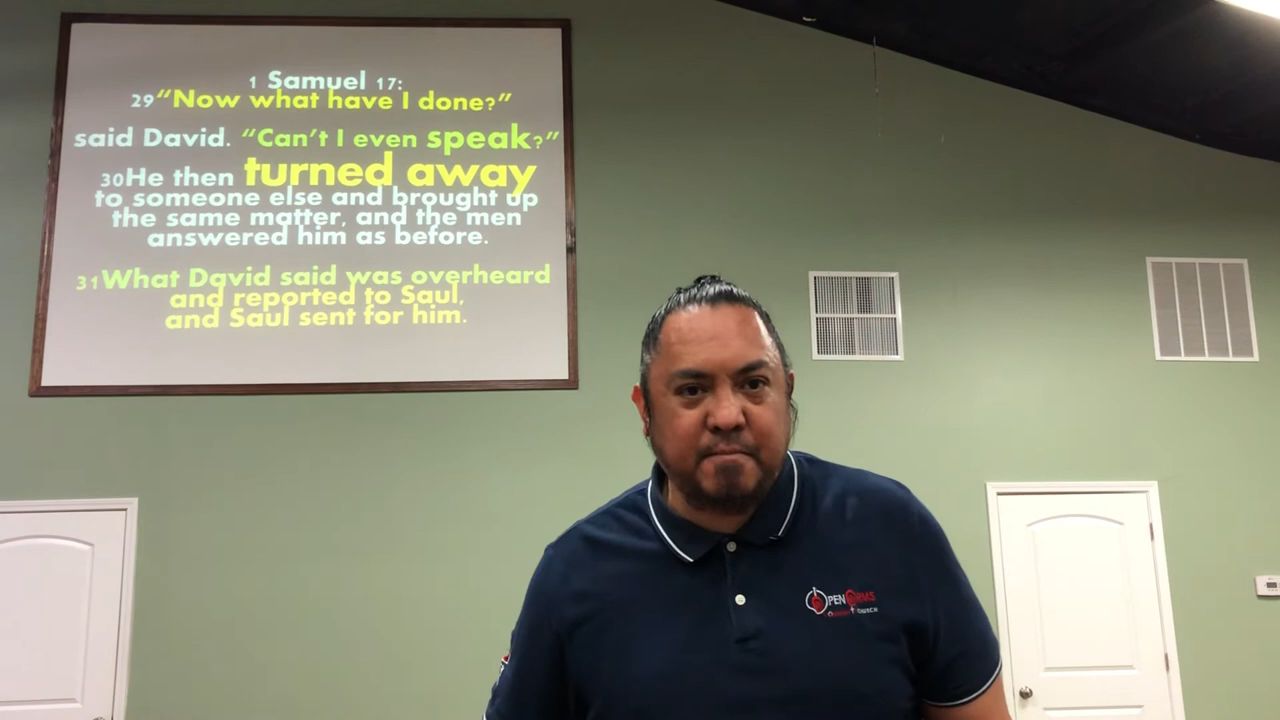 1 Samuel 17:
29“Now what have I done?”
said David. “Can’t I even speak?”
30He then turned away
to someone else and brought up
the same matter, and the men
answered him as before.
31What David said was overheard
and reported to Saul,
and Saul sent for him.
OPEN ARMS
CHURCH